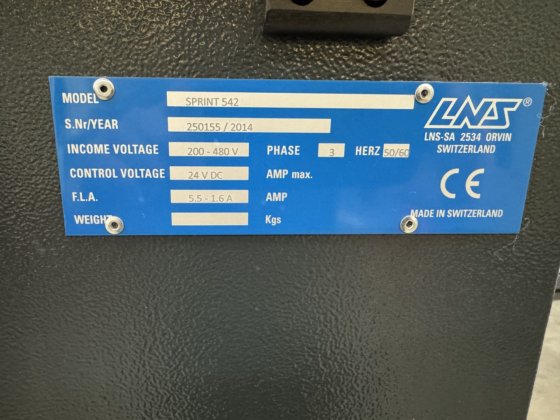 MODEL SPRINT 542
S.Nr/YEAR 250155 / 2014
INCOME VOLTAGE 200 - 480 V PHASE 3 HERZ 50/60
CONTROL VOLTAGE 24 V DC AMP max.
F.L.A. 5.5 - 1.6 A AMP
WEIGHT Kgs
LNS ®
LNS-SA 2534 ORVIN
SWITZERLAND
CE
MADE IN SWITZERLAND